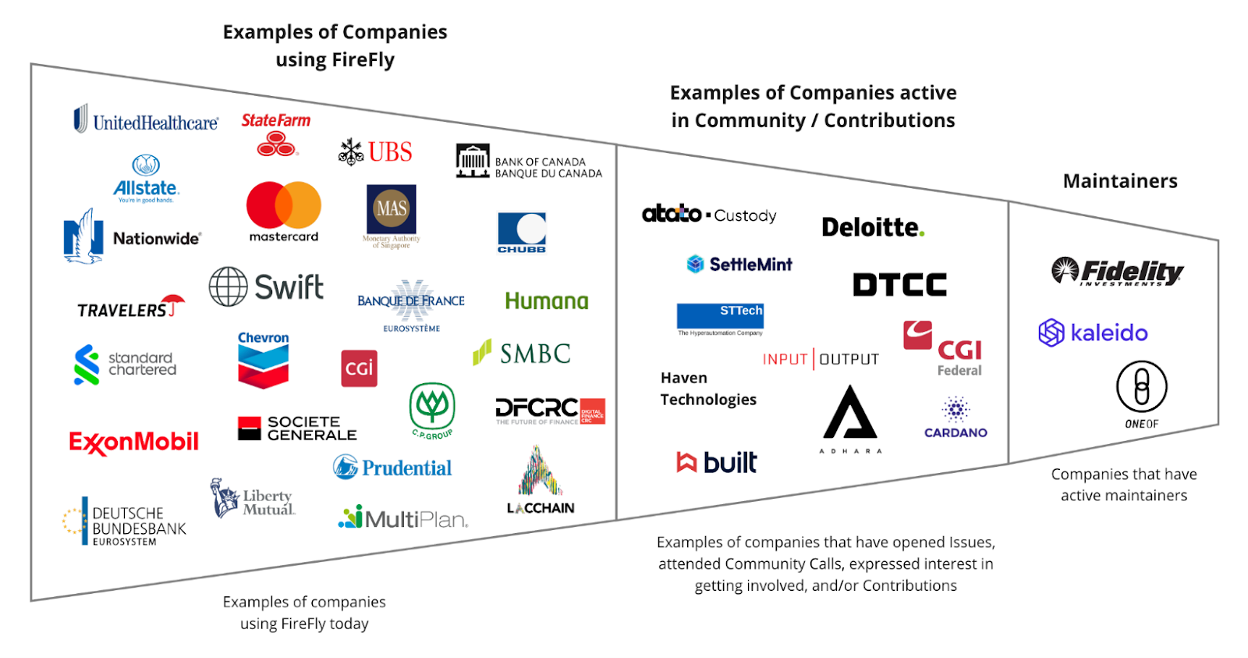 Examples of Companies
using FireFly
UnitedHealthcare®
StateFarm
UBS
BANK OF CANADA
BANQUE DU CANADA
Allstate.
You're in good hands.
mastercard
MAS
Monetary Authority
of Singapore
CHUBB
Nationwide®
Swift
BANQUE DE FRANCE
EUROSYSTÈME
Humana
TRAVELERS
standard
chartered
Chevron
CGI
SMBC
ExxonMobil
SOCIETE
GENERALE
C.P.GROUP
DFCRC
DIGITAL
FINANCE
CRC
THE FUTURE OF FINANCE
Prudential
Liberty
Mutual.
MultiPlan®
LACCHAIN
DEUTSCHE
BUNDESBANK
EUROSYSTEM
Examples of companies
using FireFly today
Examples of Companies active
in Community / Contributions
atato
Custody
Deloitte.
SettleMint
DTCC
STTech
The Hyperautomation Company
INPUT | OUTPUT
CGI
Federal
Haven
Technologies
ADHARA
CARDANO
built
Examples of companies that have opened Issues,
attended Community Calls, expressed interest in
getting involved, and/or Contributions
Maintainers
Fidelity
INVESTMENTS®
kaleido
ONEOF
Companies that have
active maintainers